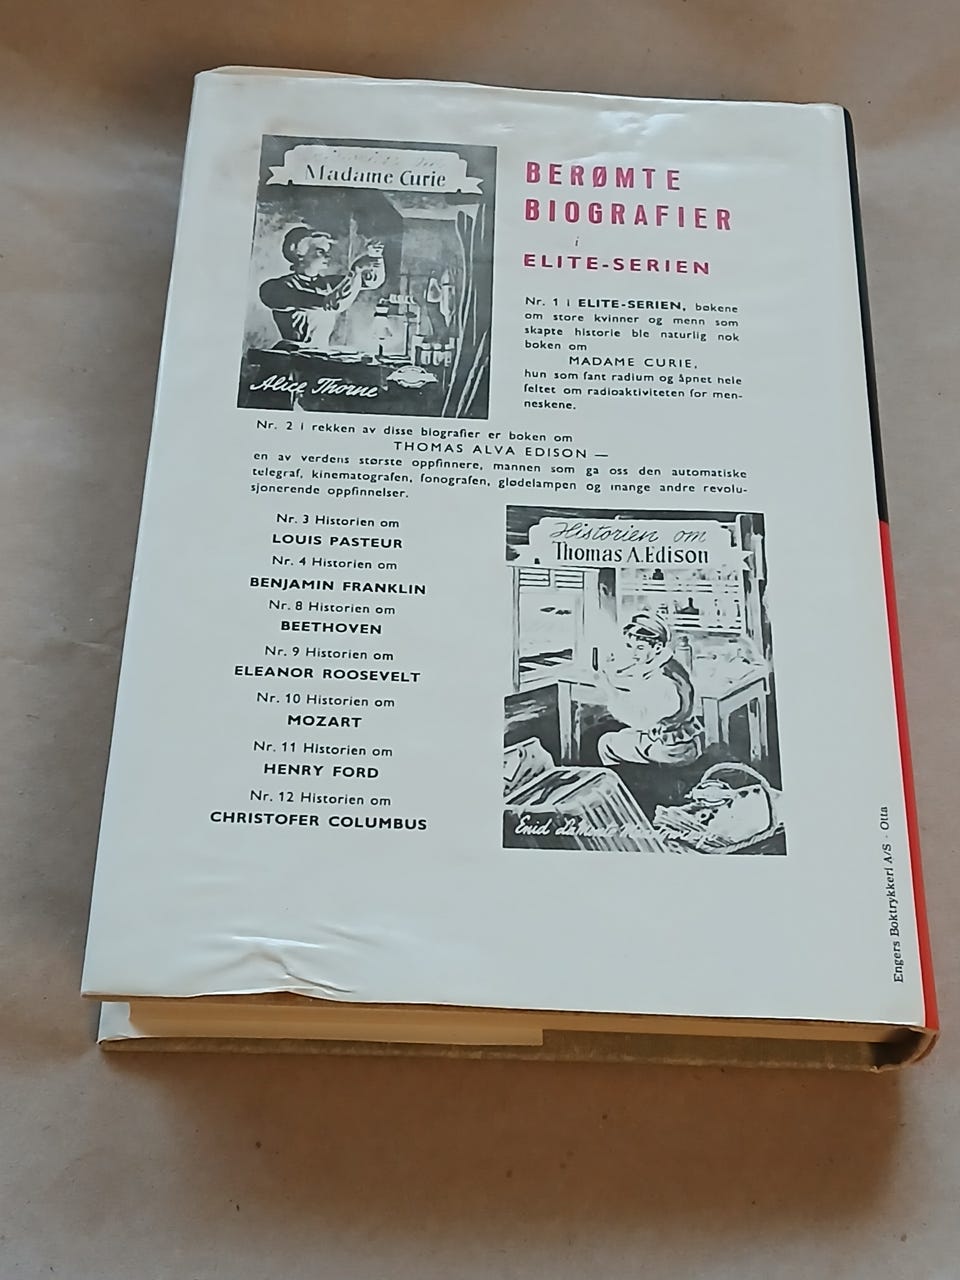 Madame Curie
Alice Thorne
BERØMTE
BIOGRAFIER
i
ELITE-SERIEN
Nr. 1 i ELITE-SERIEN, bøkene
om store kvinner og menn som
skapte historie ble naturlig nok
boken om
MADAME CURIE,
hun som fant radium og åpnet hele
feltet om radioaktiviteten for men-
neskene.
Nr. 2 i rekken av disse biografier er boken om
THOMAS ALVA EDISON —
en av verdens største oppfinnere, mannen som ga oss den automatiske
telegraf, kinematografen, fonografen, glødelampen og mange andre revolu-
sjonerende oppfinnelser.
Nr. 3 Historien om
LOUIS PASTEUR
Nr. 4 Historien om
BENJAMIN FRANKLIN
Nr. 8 Historien om
BEETHOVEN
Nr. 9 Historien om
ELEANOR ROOSEVELT
Nr. 10 Historien om
MOZART
Nr. 11 Historien om
HENRY FORD
Nr. 12 Historien om
CHRISTOFER COLUMBUS
Historien om
Thomas A. Edison
Enid
Engers Boktrykkeri A/S - Otta